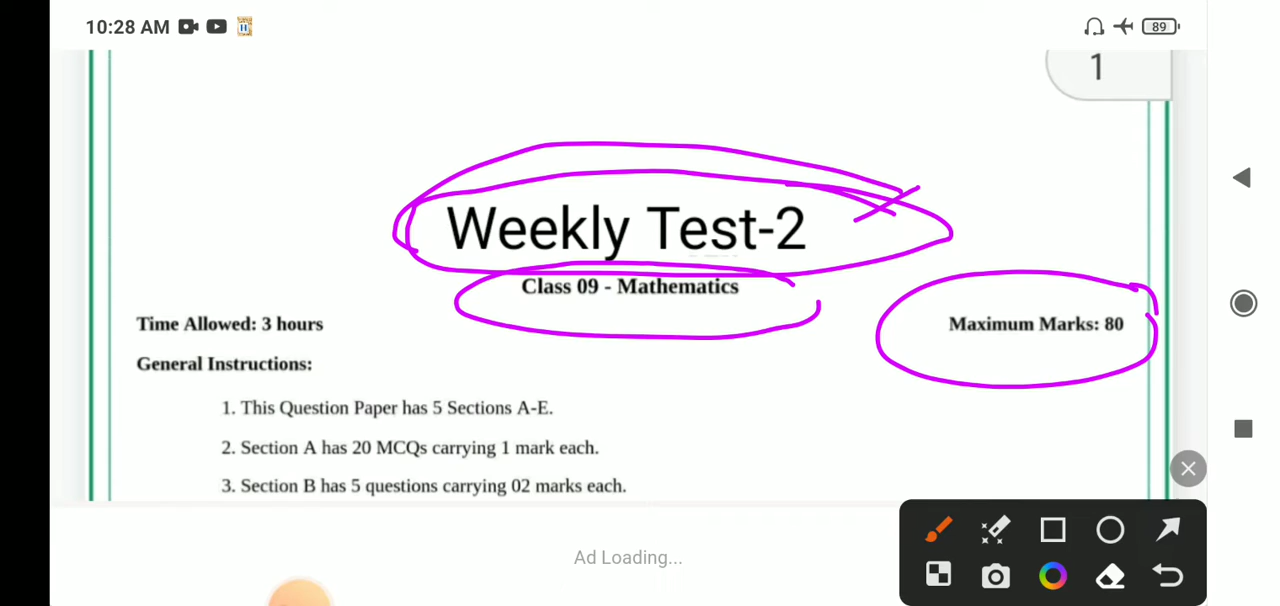 10:28 AM
89
1
Weekly Test-2
Class 09 - Mathematics
Time Allowed: 3 hours
Maximum Marks: 80
General Instructions:
1. This Question Paper has 5 Sections A-E.
2. Section A has 20 MCQs carrying 1 mark each.
3. Section B has 5 questions carrying 02 marks each.
Ad Loading...